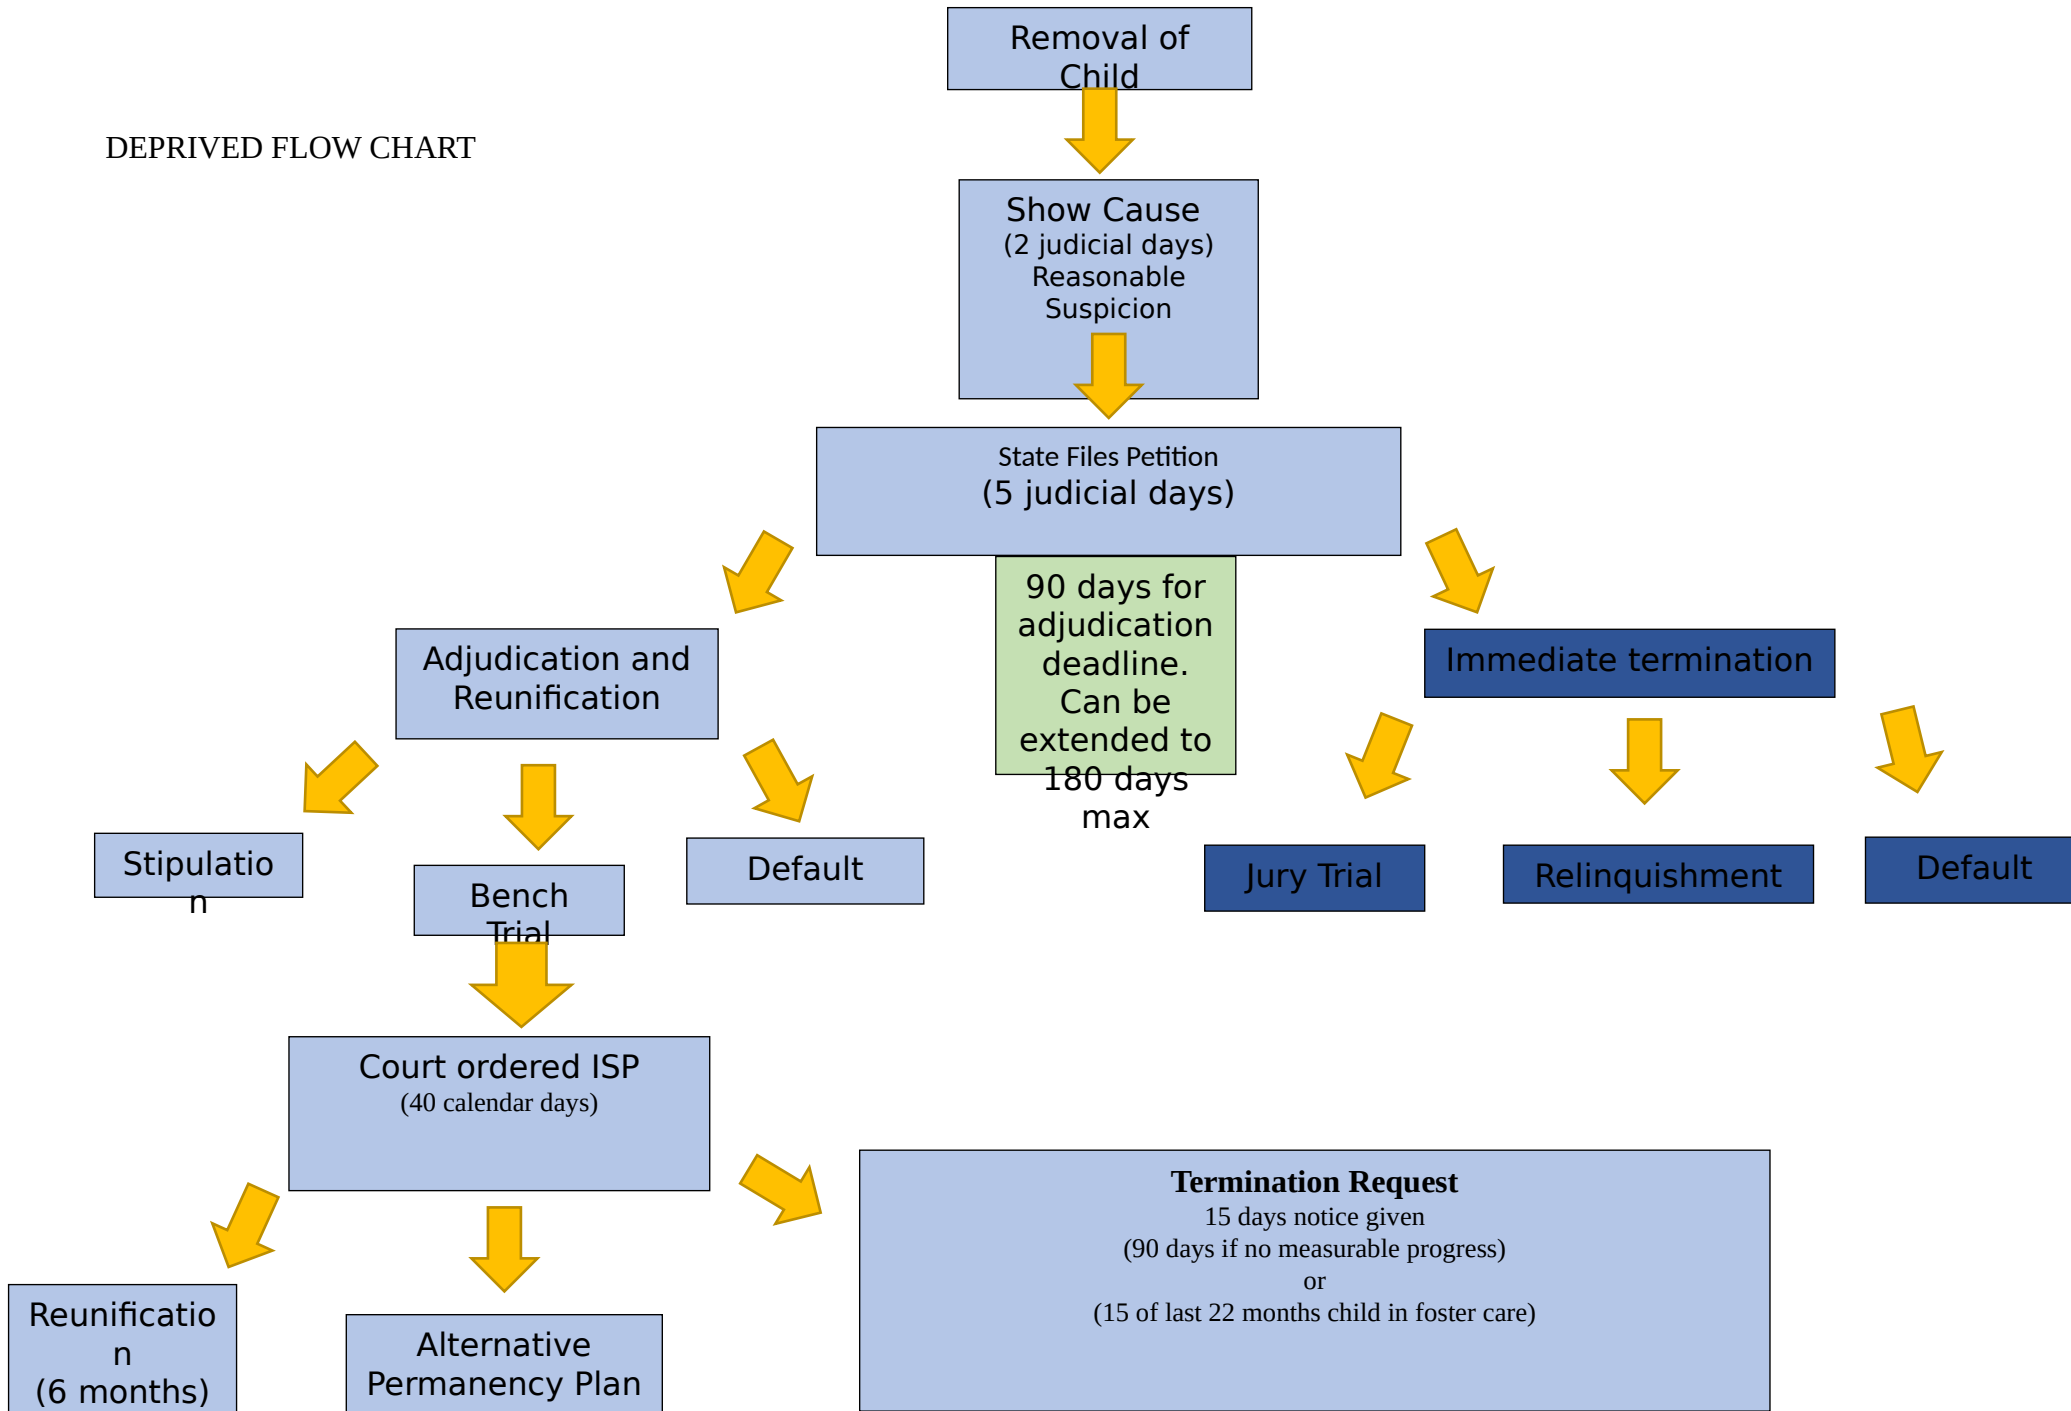 Removal of
Child
DEPRIVED FLOW CHART
Show Cause
(2 judicial days)
Reasonable
Suspicion
State Files Petition
(5 judicial days)
90 days for
adjudication
deadline.
Can be
extended to
180 days
max
Adjudication and
Reunification
Immediate termination
Stipulatio
n
Bench
Trial
Default
Jury Trial
Relinquishment
Default
Court ordered ISP
(40 calendar days)
Termination Request
15 days notice given
(90 days if no measurable progress)
or
(15 of last 22 months child in foster care)
Reunificatio
n
(6 months)
Alternative
Permanency Plan